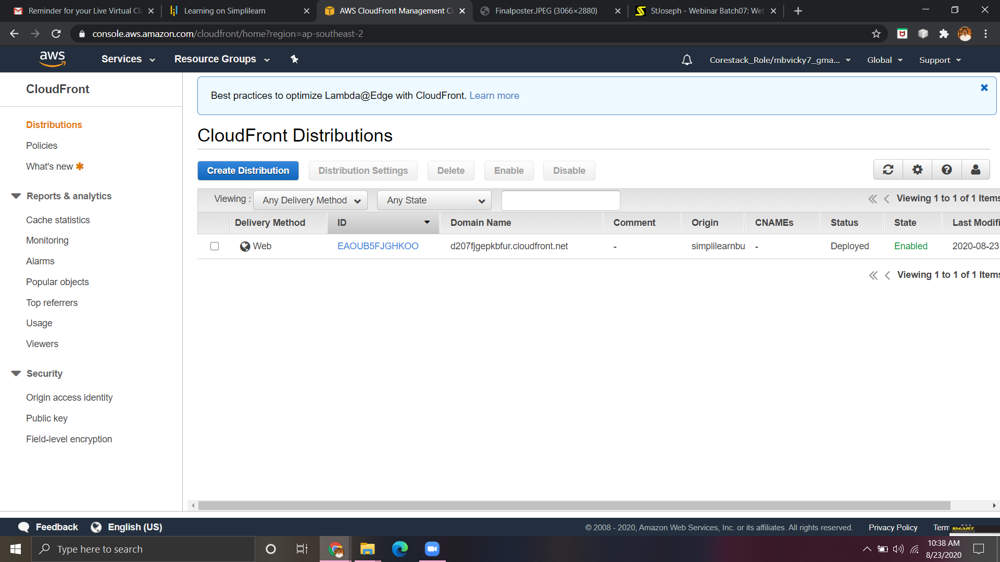 Reminder for your Live Virtual Cla
Learning on Simplilearn
AWS CloudFront Management Co
Finalposter.JPEG (3066×2880)
StJoseph - Webinar Batch07: Web
console.aws.amazon.com/cloudfront/home?region=ap-southeast-2
aws
Services
Resource Groups
Corestack_Role/mbvicky7_gma...
Global
Support
CloudFront
Distributions
Policies
What's new
Reports & analytics
Cache statistics
Monitoring
Alarms
Popular objects
Top referrers
Usage
Viewers
Security
Origin access identity
Public key
Field-level encryption
Best practices to optimize Lambda@Edge with CloudFront. Learn more
CloudFront Distributions
Create Distribution
Distribution Settings
Delete
Enable
Disable
Viewing :
Any Delivery Method
Any State
Viewing 1 to 1 of 1 Items
Delivery Method ID Domain Name Comment Origin CNAMEs Status State Last Modifi
Web EAOUB5FJGHKOO d207fjgepkbfur.cloudfront.net - simplilearnbu - Deployed Enabled 2020-08-23
Viewing 1 to 1 of 1 Items
Feedback
English (US)
© 2008 - 2020, Amazon Web Services, Inc. or its affiliates. All rights reserved.
Privacy Policy
Term
SMART
Type here to search
10:38 AM
8/23/2020